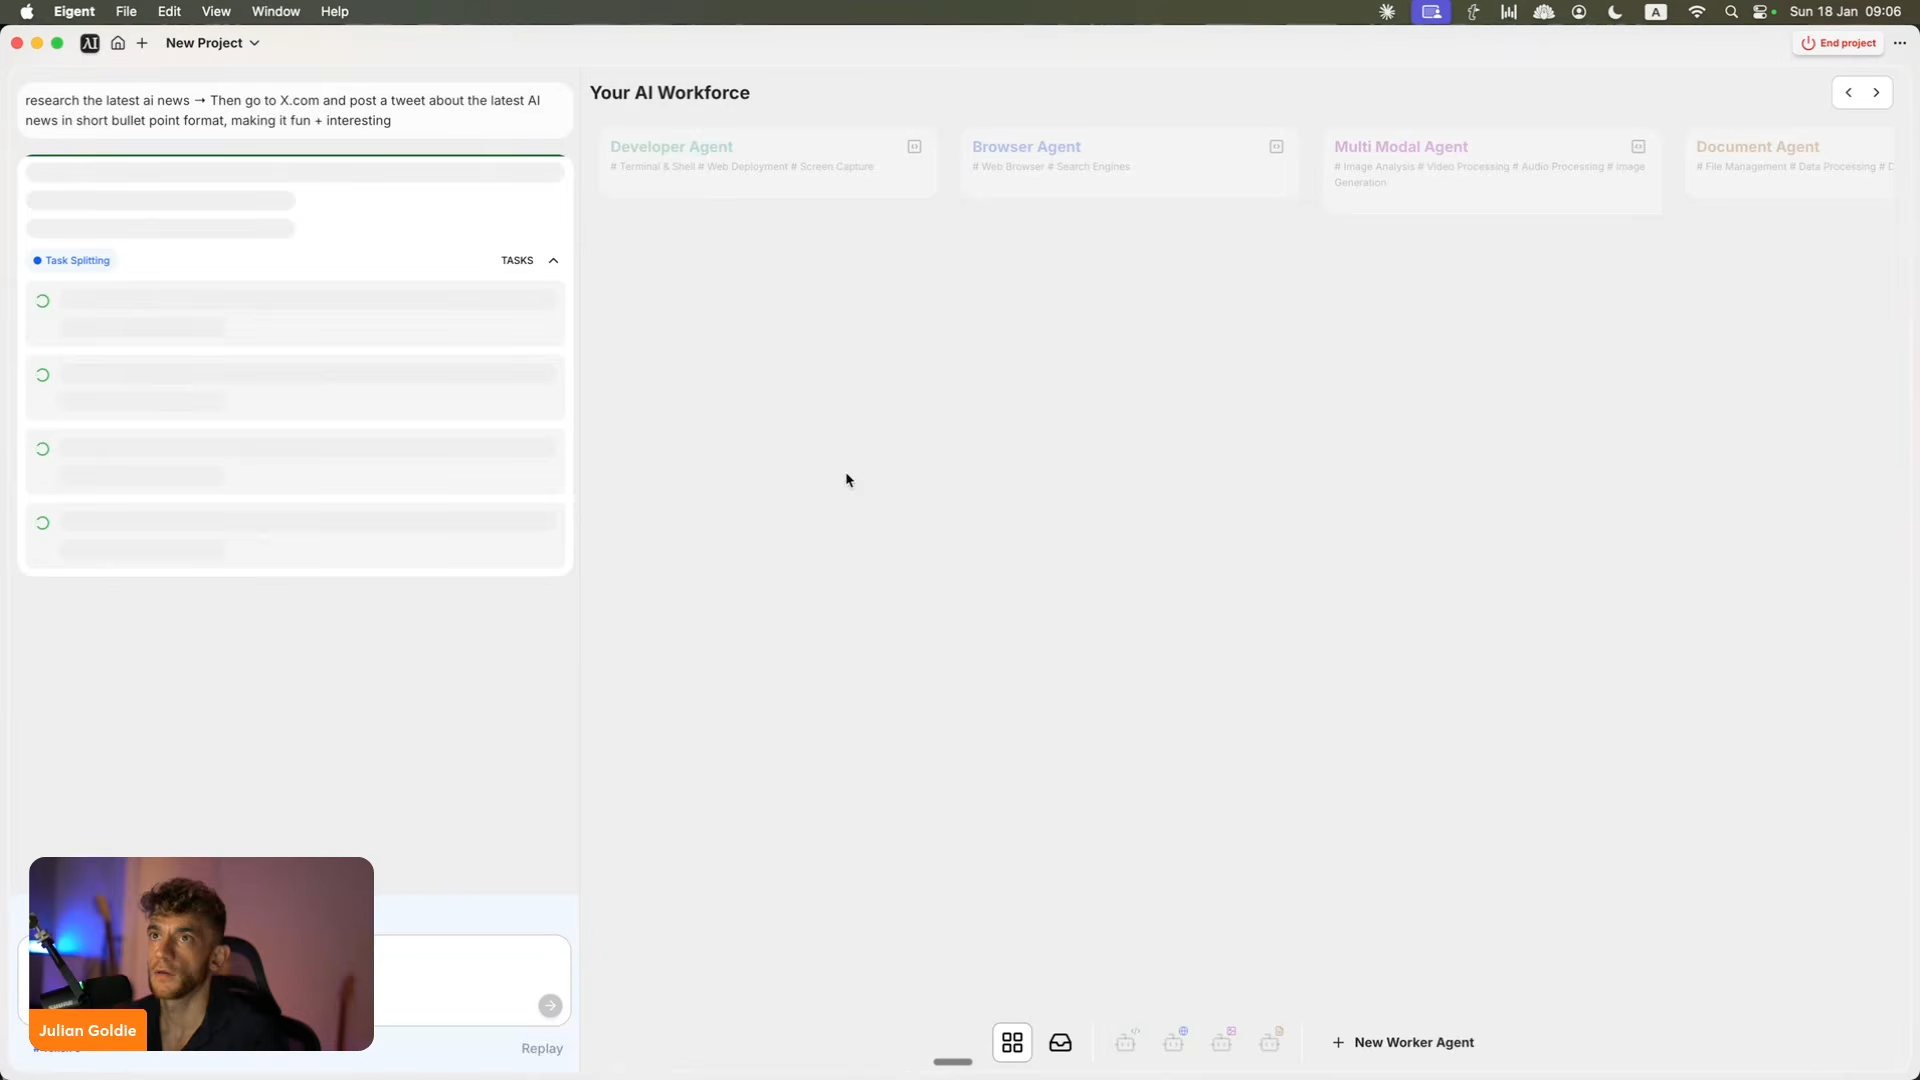 Eigent File Edit View Window Help
A
Sun 18 Jan 09:06
New Project
End project
research the latest ai news → Then go to X.com and post a tweet about the latest AI
news in short bullet point format, making it fun + interesting
Task Splitting
TASKS
Your AI Workforce
Developer Agent
# Terminal & Shell # Web Deployment # Screen Capture
Browser Agent
# Web Browser # Search Engines
Multi Modal Agent
# Image Analysis # Video Processing # Audio Processing # Image
Generation
Document Agent
# File Management # Data Processing # D
Julian Goldie
Replay
+ New Worker Agent